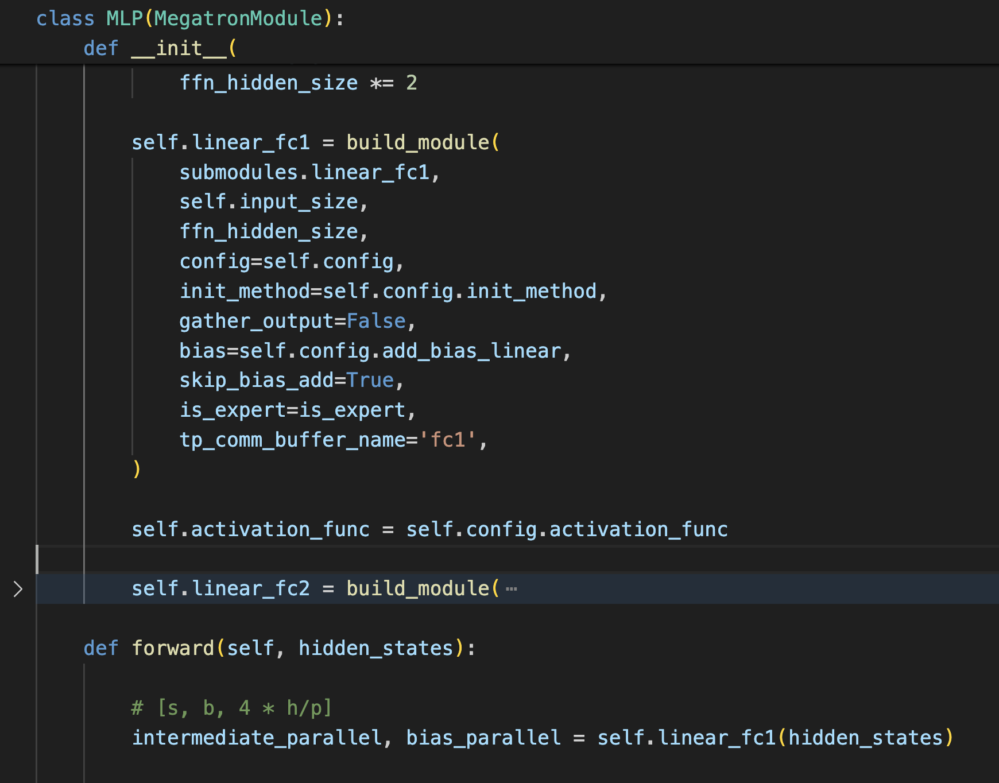 class MLP(MegatronModule):
    def __init__(
            ffn_hidden_size *= 2

        self.linear_fc1 = build_module(
            submodules.linear_fc1,
            self.input_size,
            ffn_hidden_size,
            config=self.config,
            init_method=self.config.init_method,
            gather_output=False,
            bias=self.config.add_bias_linear,
            skip_bias_add=True,
            is_expert=is_expert,
            tp_comm_buffer_name='fc1',
        )

        self.activation_func = self.config.activation_func

        self.linear_fc2 = build_module(⋯

    def forward(self, hidden_states):

        # [s, b, 4 * h/p]
        intermediate_parallel, bias_parallel = self.linear_fc1(hidden_states)